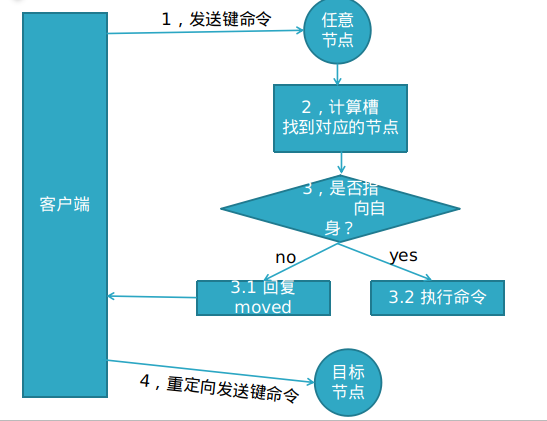 1，发送键命令
任意
节点
2，计算槽
找到对应的节点
3，是否指
向自
身？
客户端
no
yes
3.1 回复
moved
3.2 执行命令
4，重定向发送键命令
目标
节点